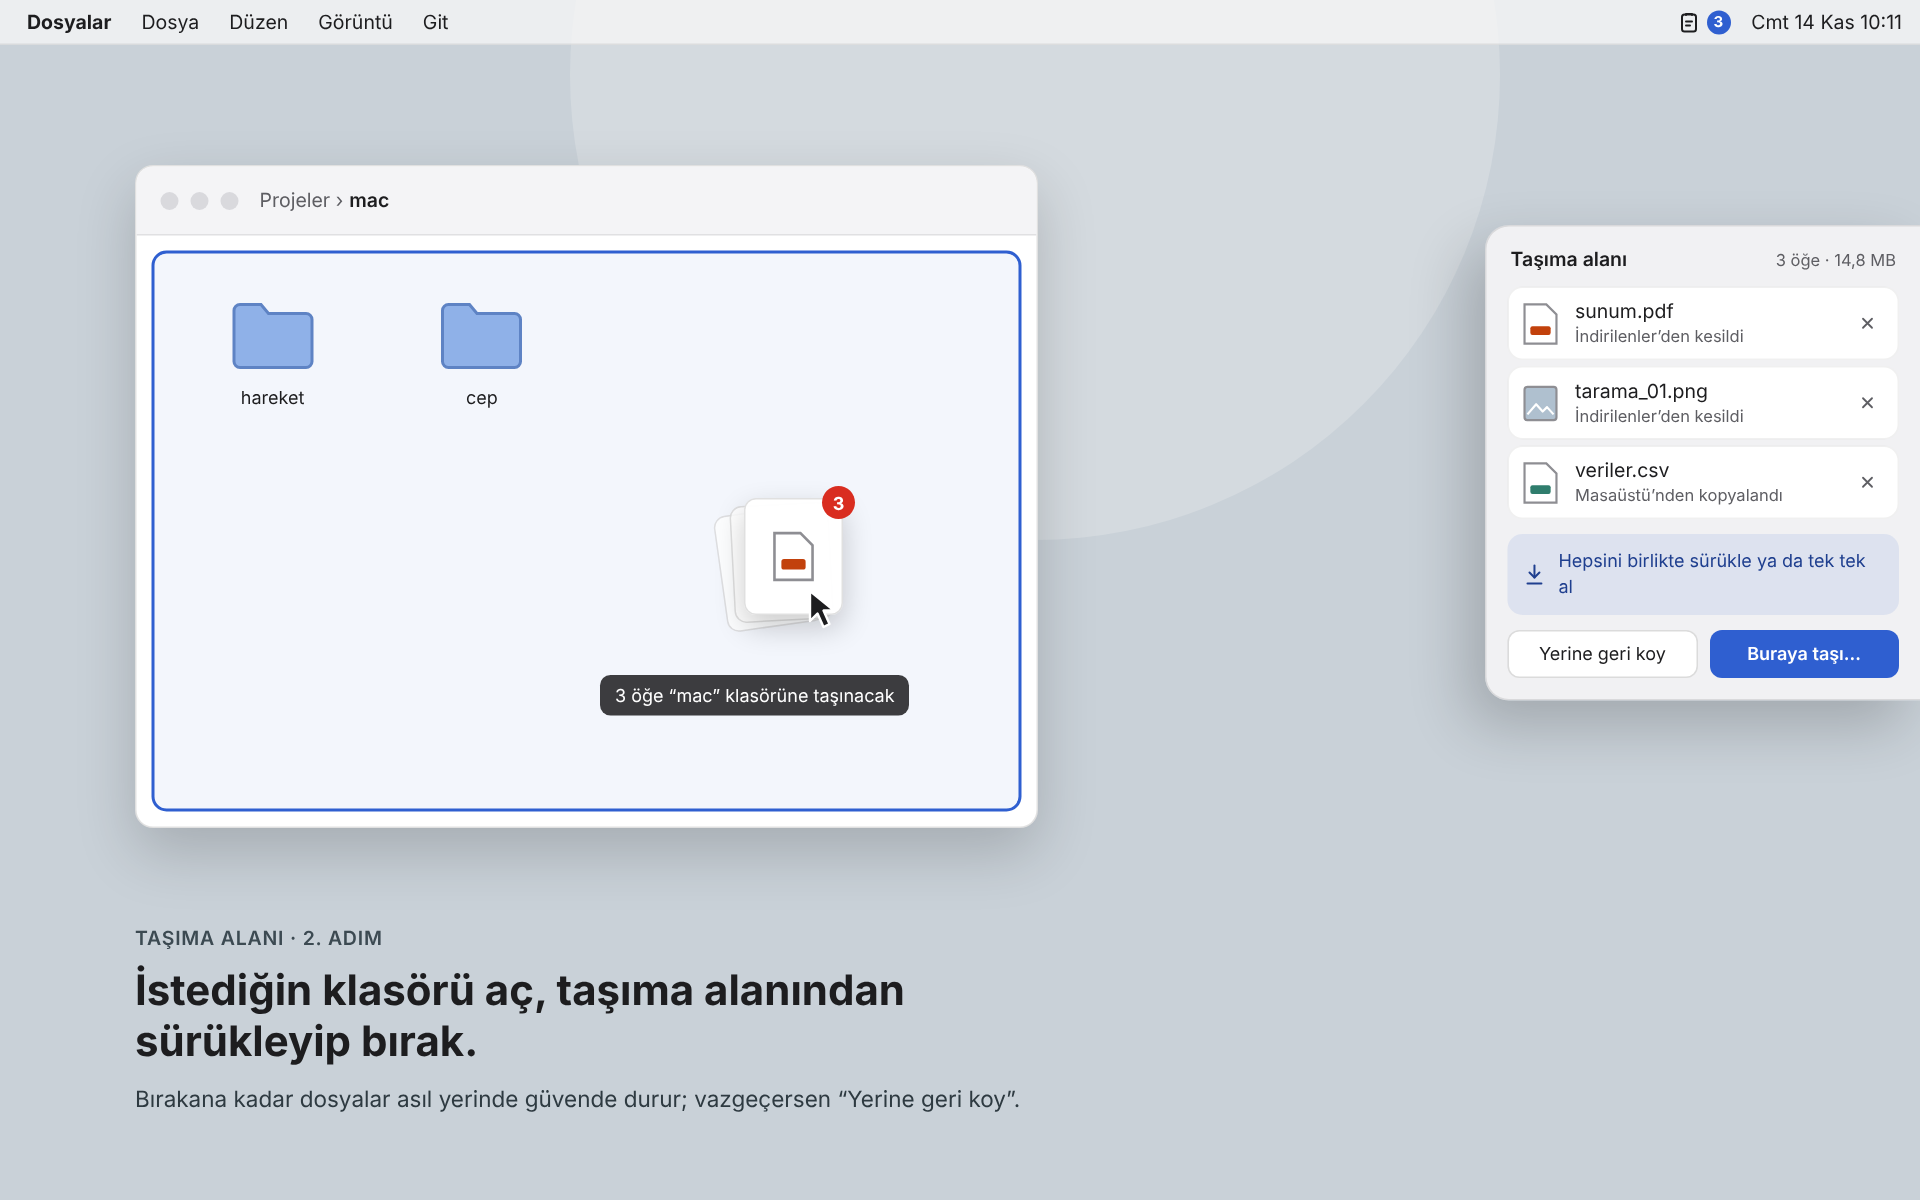 Dosyalar Dosya Düzen Görüntü Git 3 Cmt 14 Kas 10:11
Projeler › mac
hareket cep
3
3 öğe “mac” klasörüne taşınacak
Taşıma alanı 3 öğe · 14,8 MB
sunum.pdf
İndirilenler’den kesildi
tarama_01.png
İndirilenler’den kesildi
veriler.csv
Masaüstü’nden kopyalandı
Hepsini birlikte sürükle ya da tek tek
al
Yerine geri koy Buraya taşı…
TAŞIMA ALANI · 2. ADIM
İstediğin klasörü aç, taşıma alanından
sürükleyip bırak.
Bırakana kadar dosyalar asıl yerinde güvende durur; vazgeçersen “Yerine geri koy”.